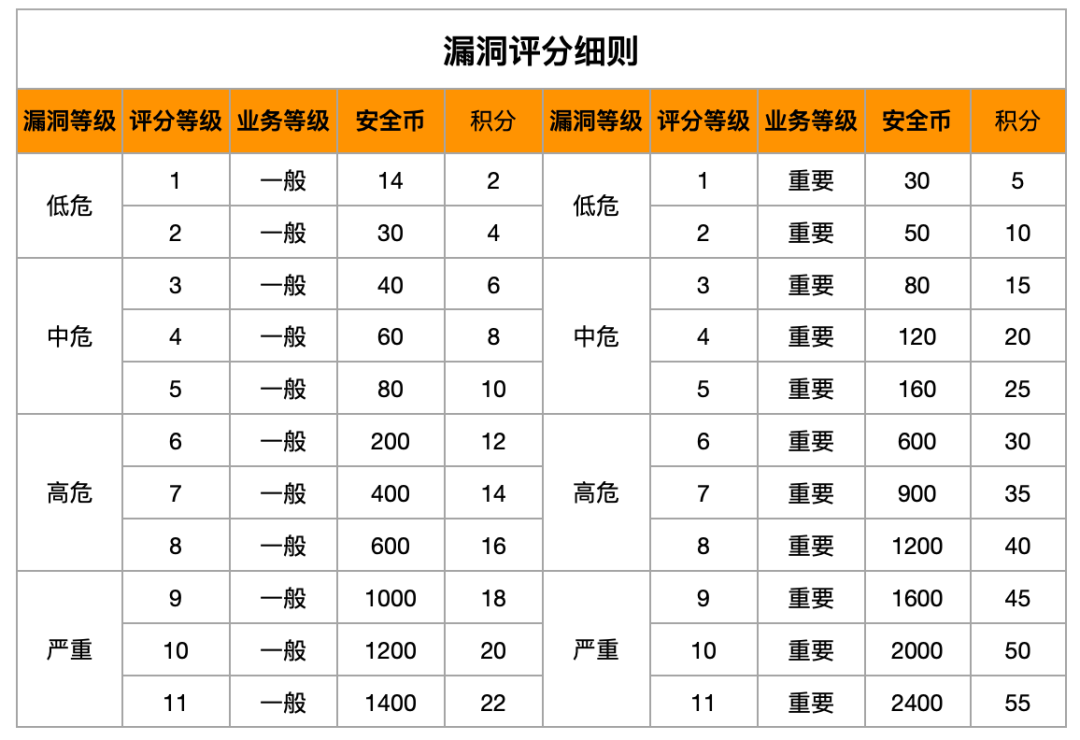 漏洞评分细则
漏洞等级 评分等级 业务等级 安全币 积分 漏洞等级 评分等级 业务等级 安全币 积分
低危 1 一般 14 2 低危 1 重要 30 5
2 一般 30 4 2 重要 50 10
中危 3 一般 40 6 中危 3 重要 80 15
4 一般 60 8 4 重要 120 20
5 一般 80 10 5 重要 160 25
高危 6 一般 200 12 高危 6 重要 600 30
7 一般 400 14 7 重要 900 35
8 一般 600 16 8 重要 1200 40
严重 9 一般 1000 18 严重 9 重要 1600 45
10 一般 1200 20 10 重要 2000 50
11 一般 1400 22 11 重要 2400 55